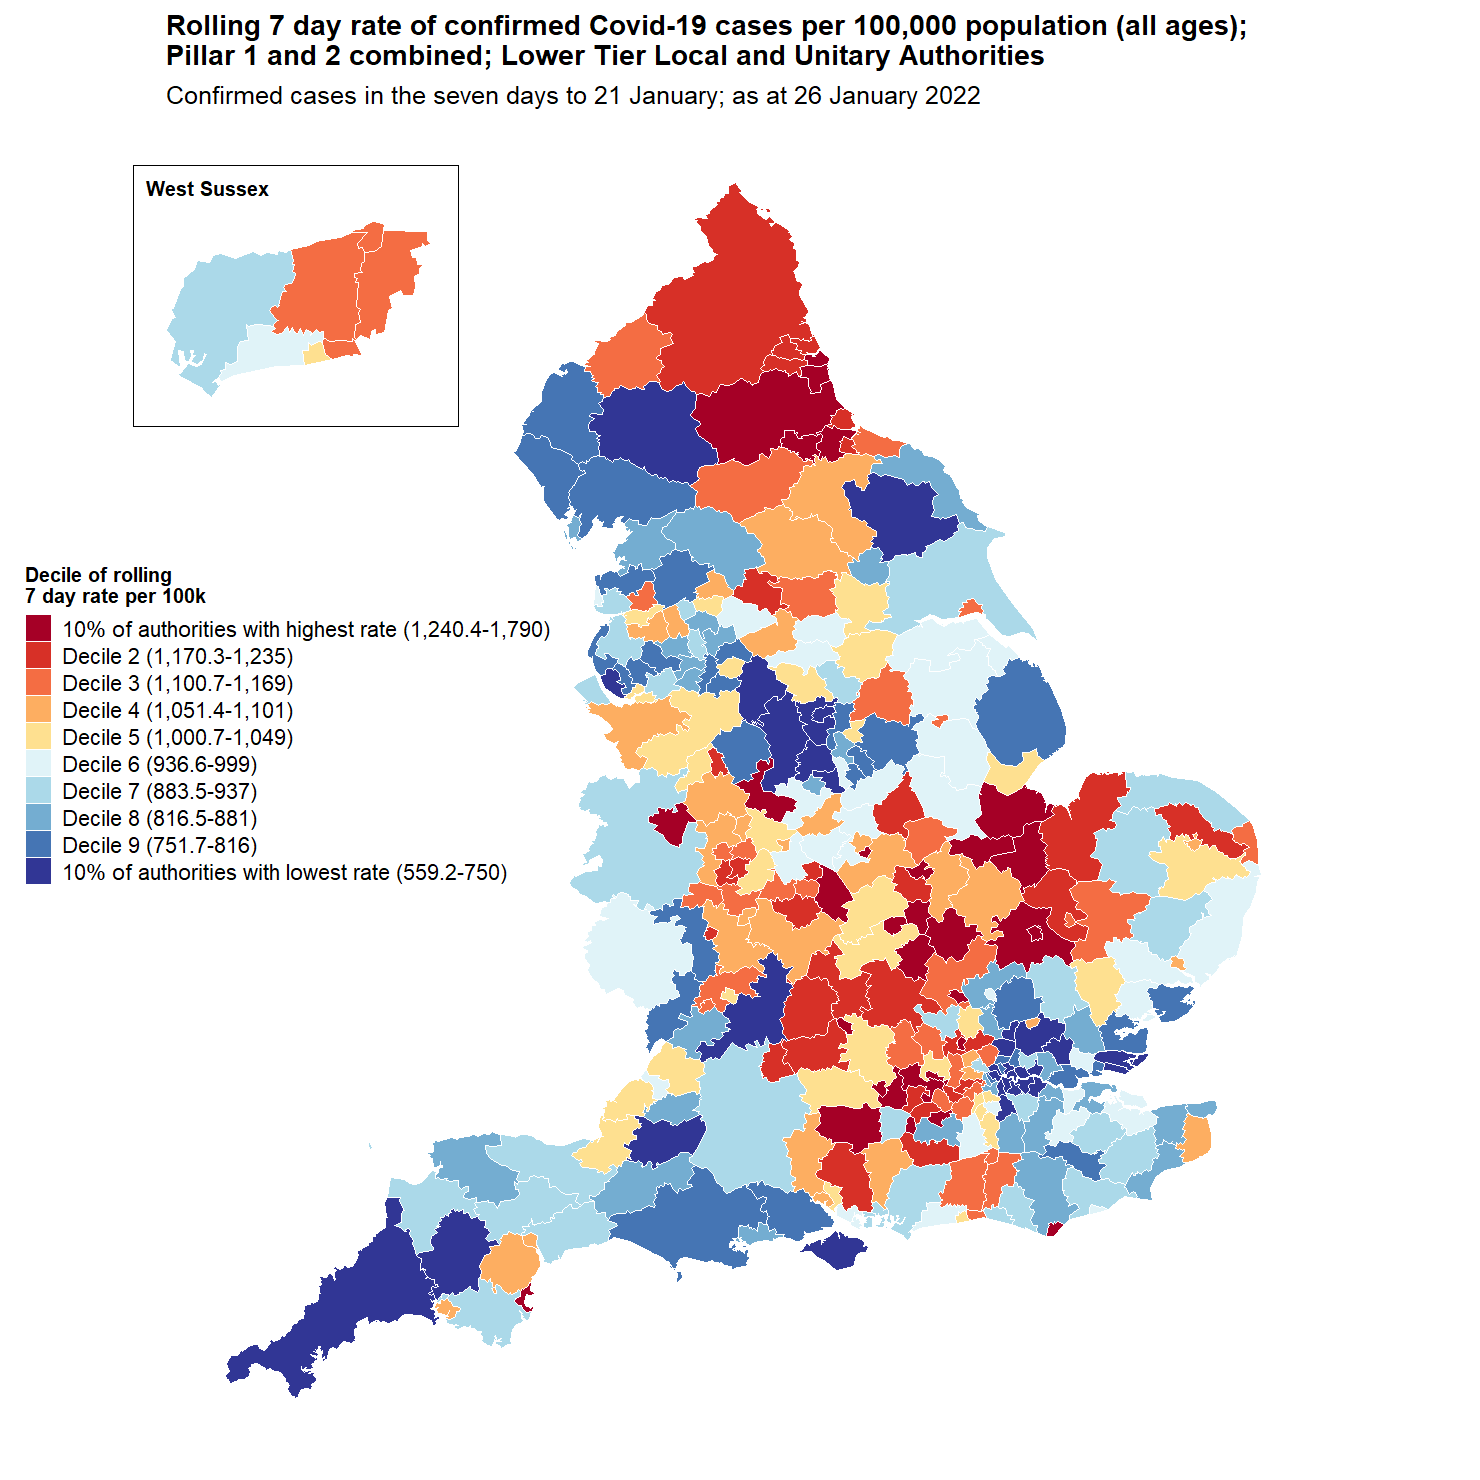 Rolling 7 day rate of confirmed Covid-19 cases per 100,000 population (all ages);
Pillar 1 and 2 combined; Lower Tier Local and Unitary Authorities
Confirmed cases in the seven days to 21 January; as at 26 January 2022
West Sussex
Decile of rolling
7 day rate per 100k
10% of authorities with highest rate (1,240.4-1,790)
Decile 2 (1,170.3-1,235)
Decile 3 (1,100.7-1,169)
Decile 4 (1,051.4-1,101)
Decile 5 (1,000.7-1,049)
Decile 6 (936.6-999)
Decile 7 (883.5-937)
Decile 8 (816.5-881)
Decile 9 (751.7-816)
10% of authorities with lowest rate (559.2-750)